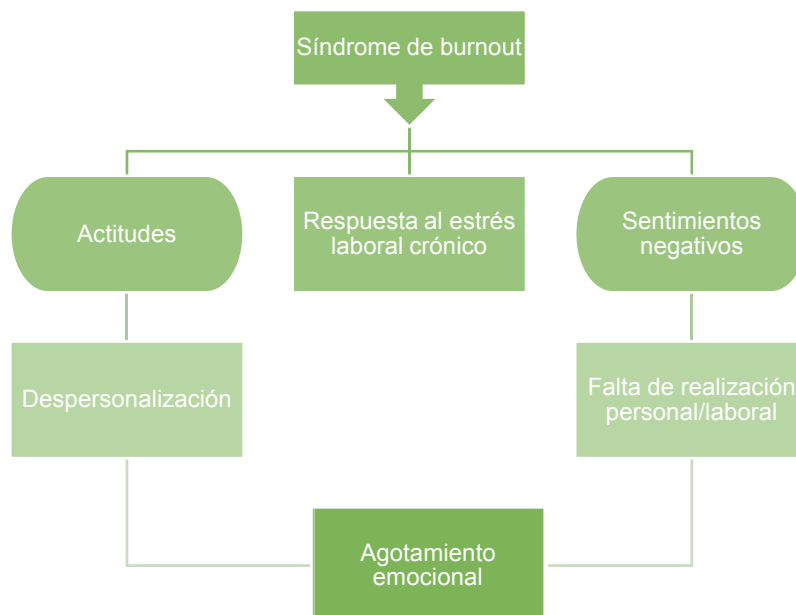 Síndrome de burnout
Actitudes
Respuesta al estrés
laboral crónico
Sentimientos
negativos
Despersonalización
Falta de realización
personal/laboral
Agotamiento
emocional